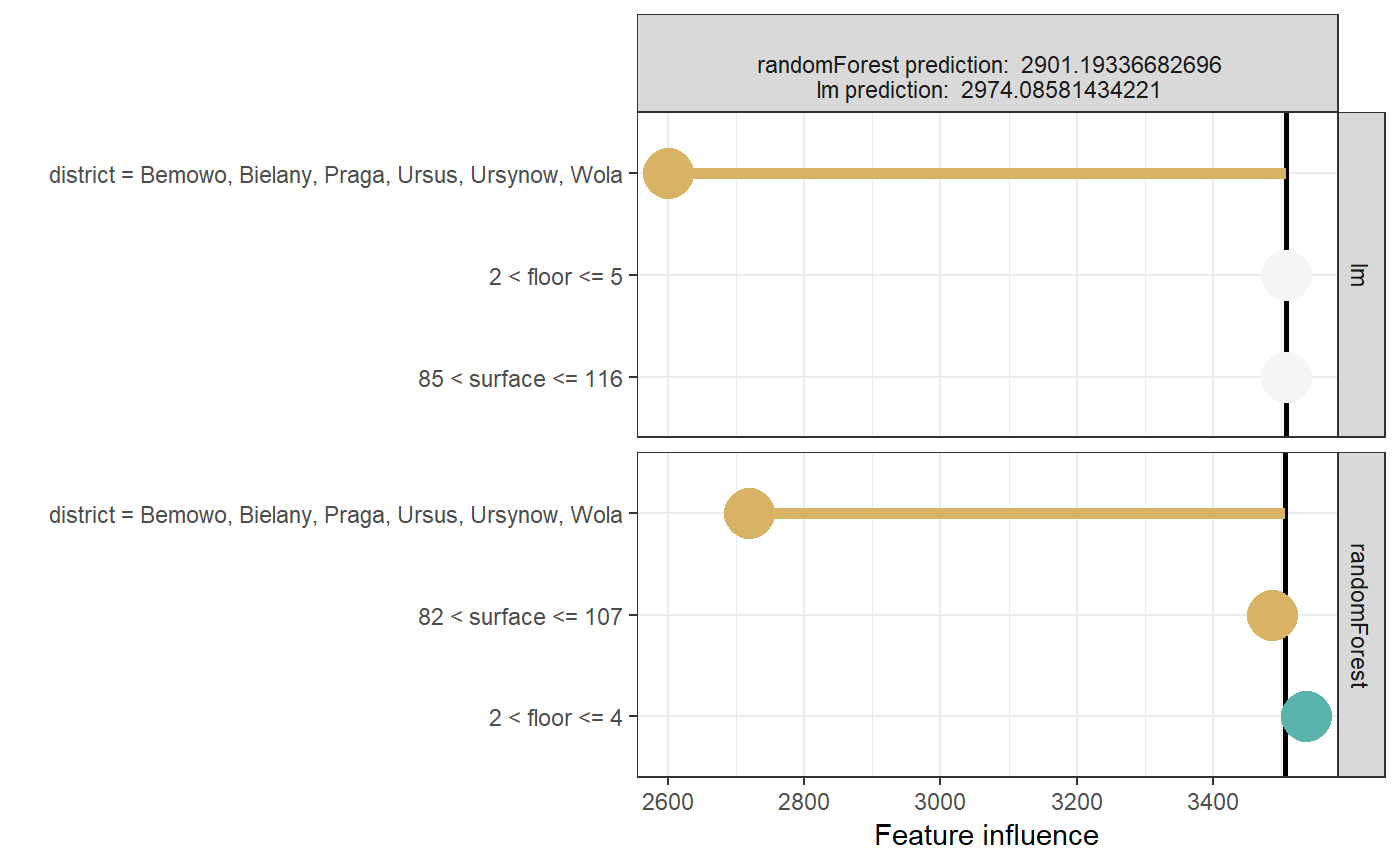 randomForest prediction:  2901.19336682696
lm prediction:  2974.08581434221
district = Bemowo, Bielany, Praga, Ursus, Ursynow, Wola
2 < floor <= 5
85 < surface <= 116
lm
district = Bemowo, Bielany, Praga, Ursus, Ursynow, Wola
82 < surface <= 107
2 < floor <= 4
randomForest
2600 2800 3000 3200 3400
Feature influence